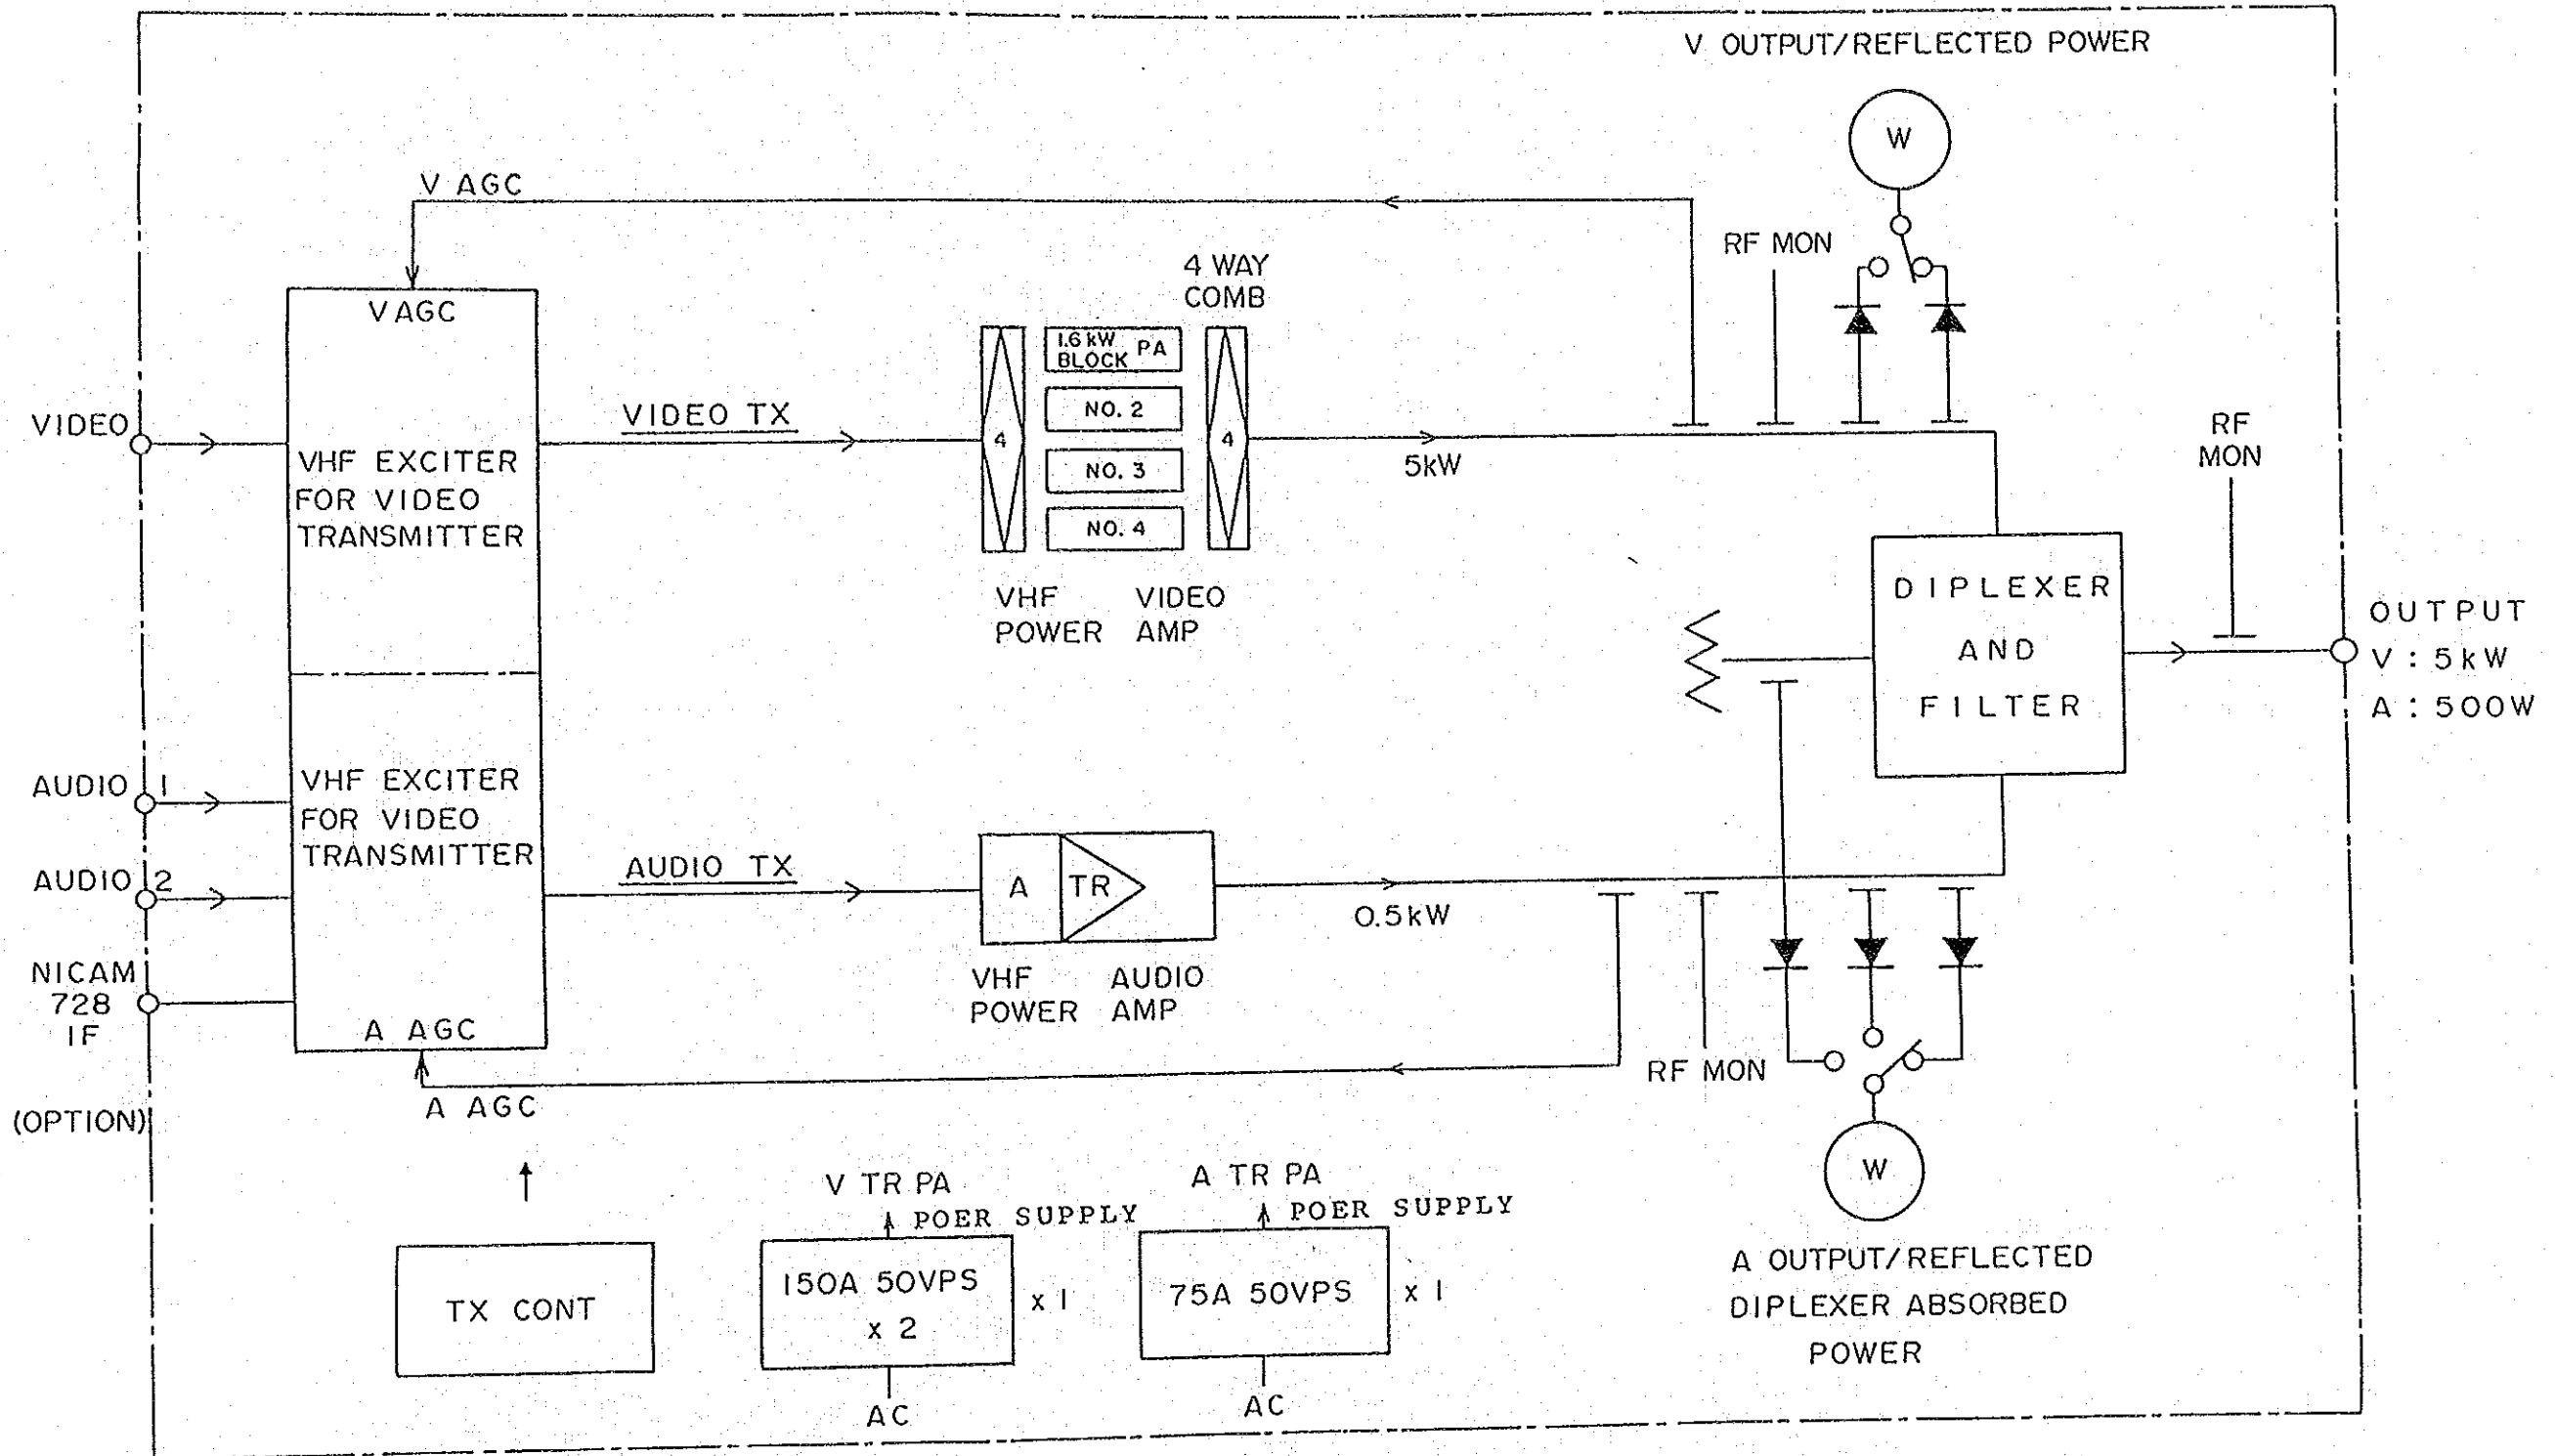 V OUTPUT/REFLECTED POWER
W
V AGC
RF MON
4 WAY
COMB
V AGC
1.6 kW
BLOCK PA
NO. 2
NO. 3
NO. 4
4
4
VIDEO
VIDEO TX
5kW
RF
MON
VHF EXCITER
FOR VIDEO
TRANSMITTER
VHF VIDEO
POWER AMP
DIPLEXER
AND
FILTER
OUTPUT
V : 5kW
A : 500W
AUDIO 1
VHF EXCITER
FOR VIDEO
TRANSMITTER
AUDIO 2
AUDIO TX
A TR
0.5kW
NICAM
728
IF
VHF AUDIO
POWER AMP
A AGC
RF MON
A AGC
(OPTION)
W
V TR PA
POER SUPPLY
A TR PA
POER SUPPLY
TX CONT
150A 50VPS
x 2
x 1
75A 50VPS
x 1
A OUTPUT/REFLECTED
DIPLEXER ABSORBED
POWER
AC
AC